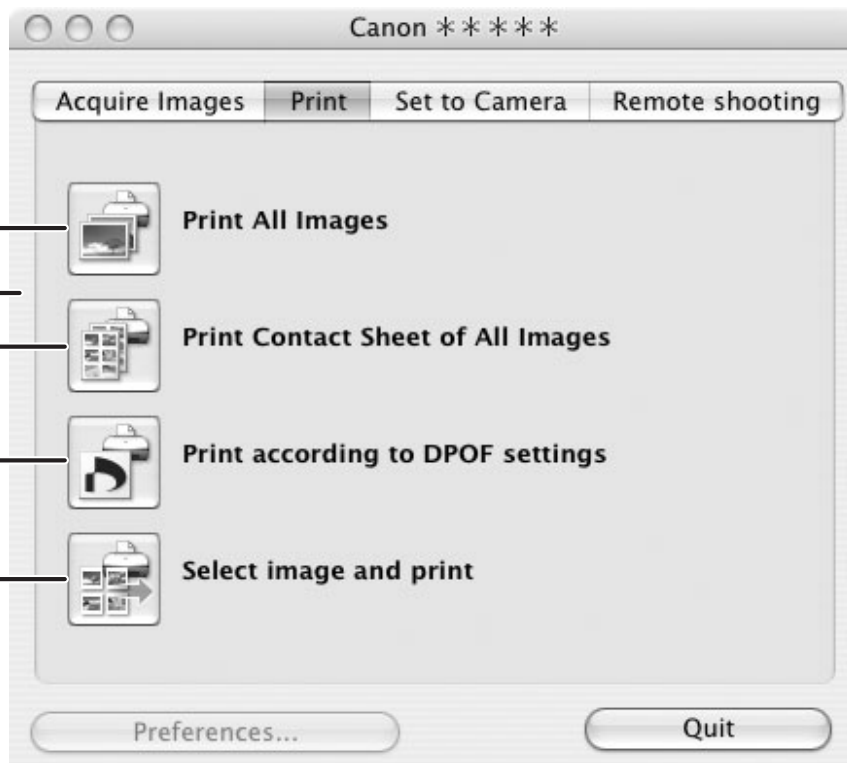 Canon *****
Acquire Images Print Set to Camera Remote shooting
Print All Images
Print Contact Sheet of All Images
Print according to DPOF settings
Select image and print
Preferences... Quit